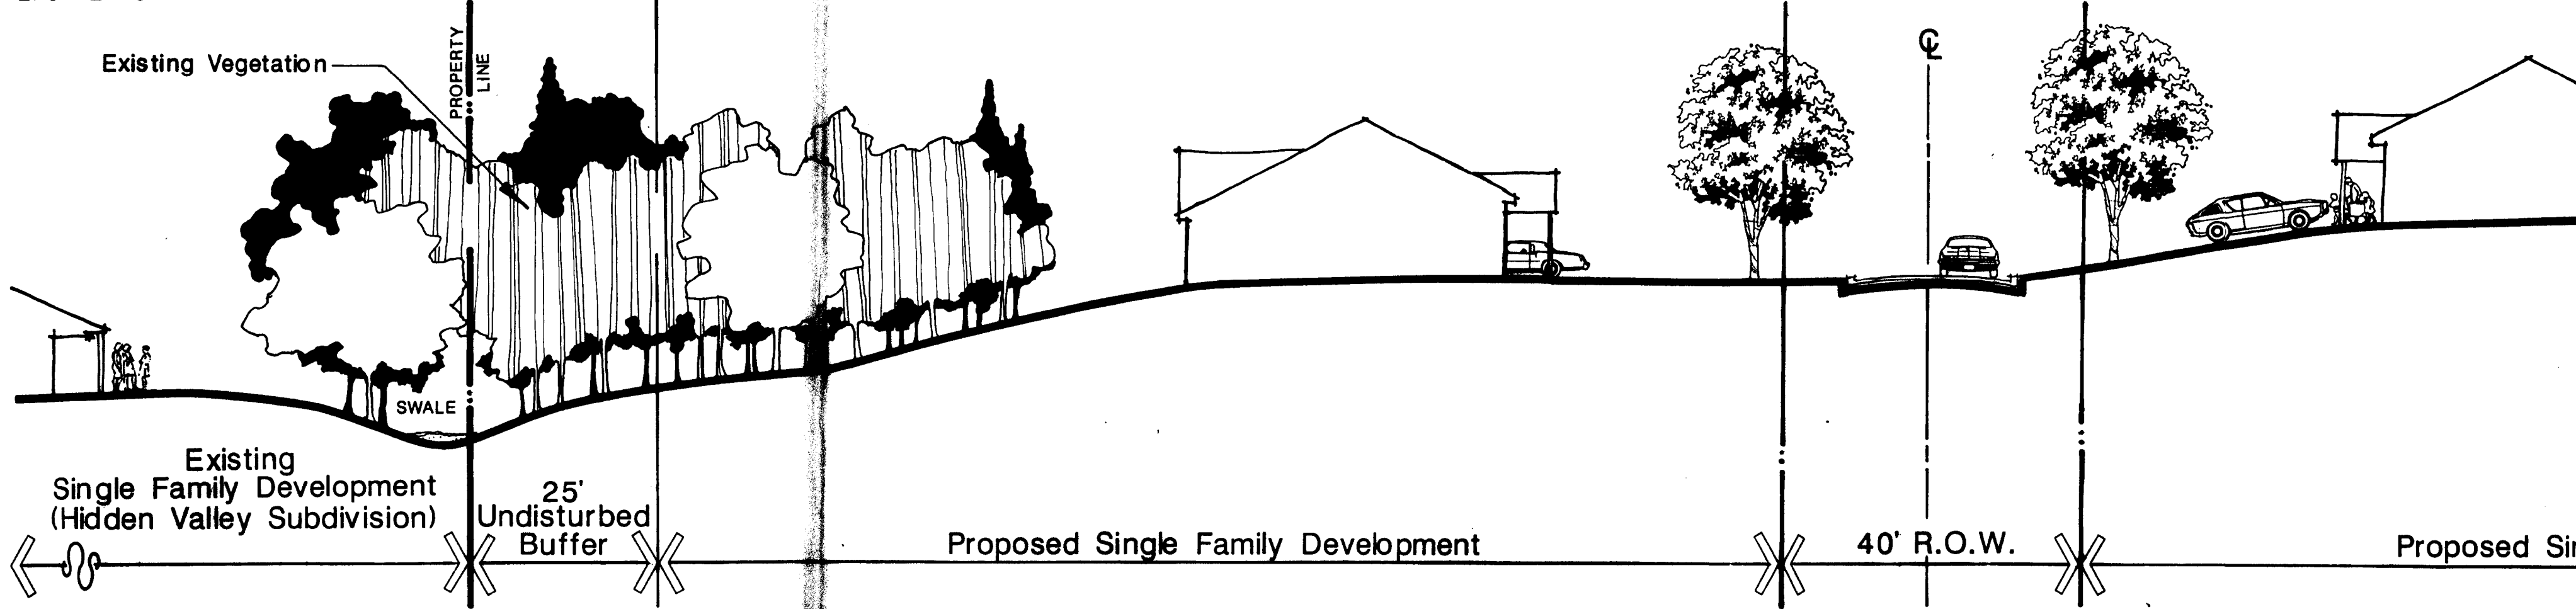 Existing Vegetation
PROPERTY
LINE
℄
SWALE
Existing
Single Family Development
(Hidden Valley Subdivision)
25'
Undisturbed
Buffer
Proposed Single Family Development
40' R.O.W.
Proposed